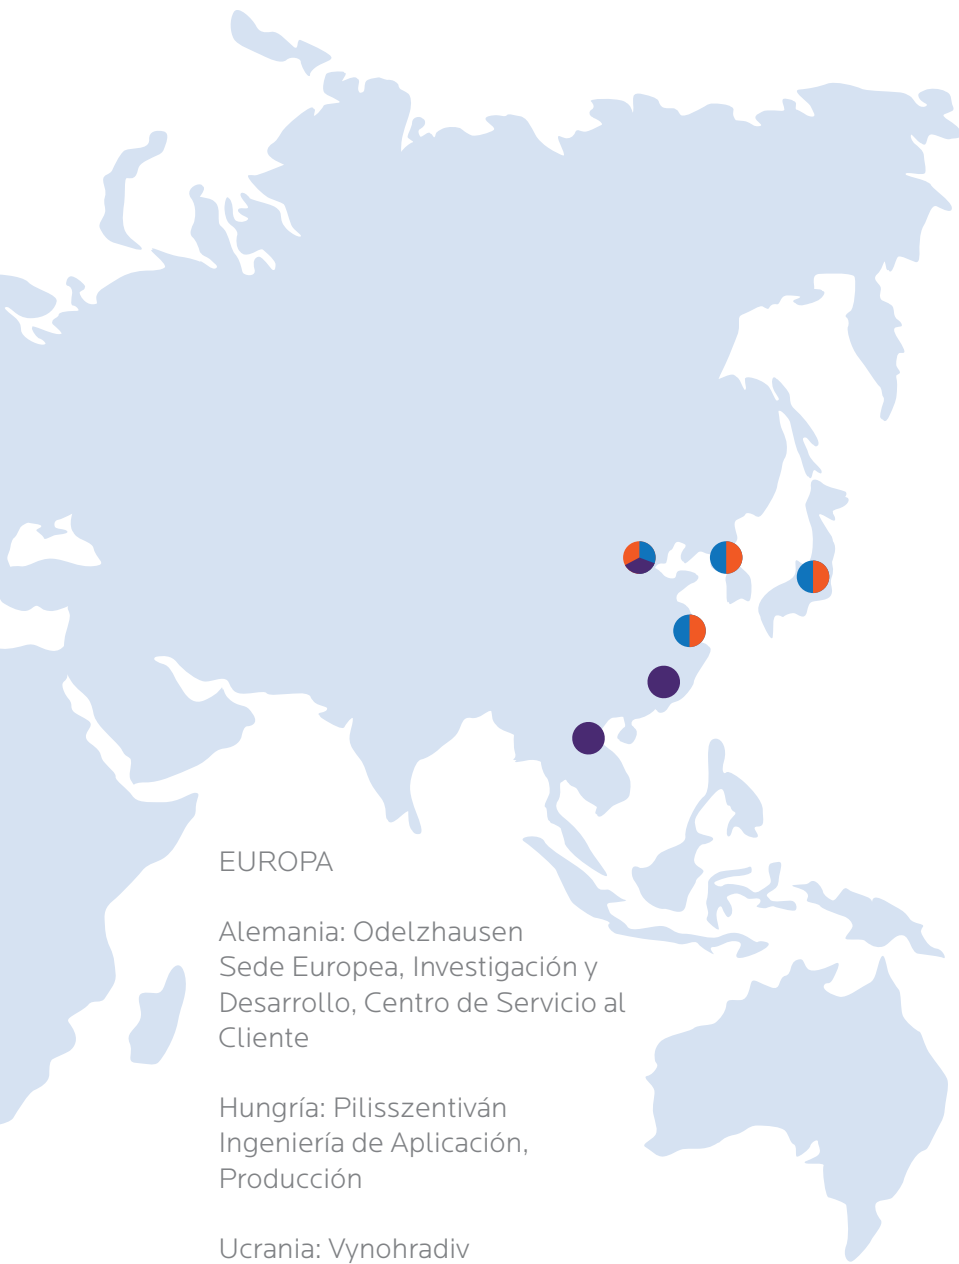 EUROPA
Alemania: Odelzhausen
Sede Europea, Investigación y
Desarrollo, Centro de Servicio al
Cliente
Hungría: Pilisszentiván
Ingeniería de Aplicación,
Producción
Ucrania: Vynohradiv